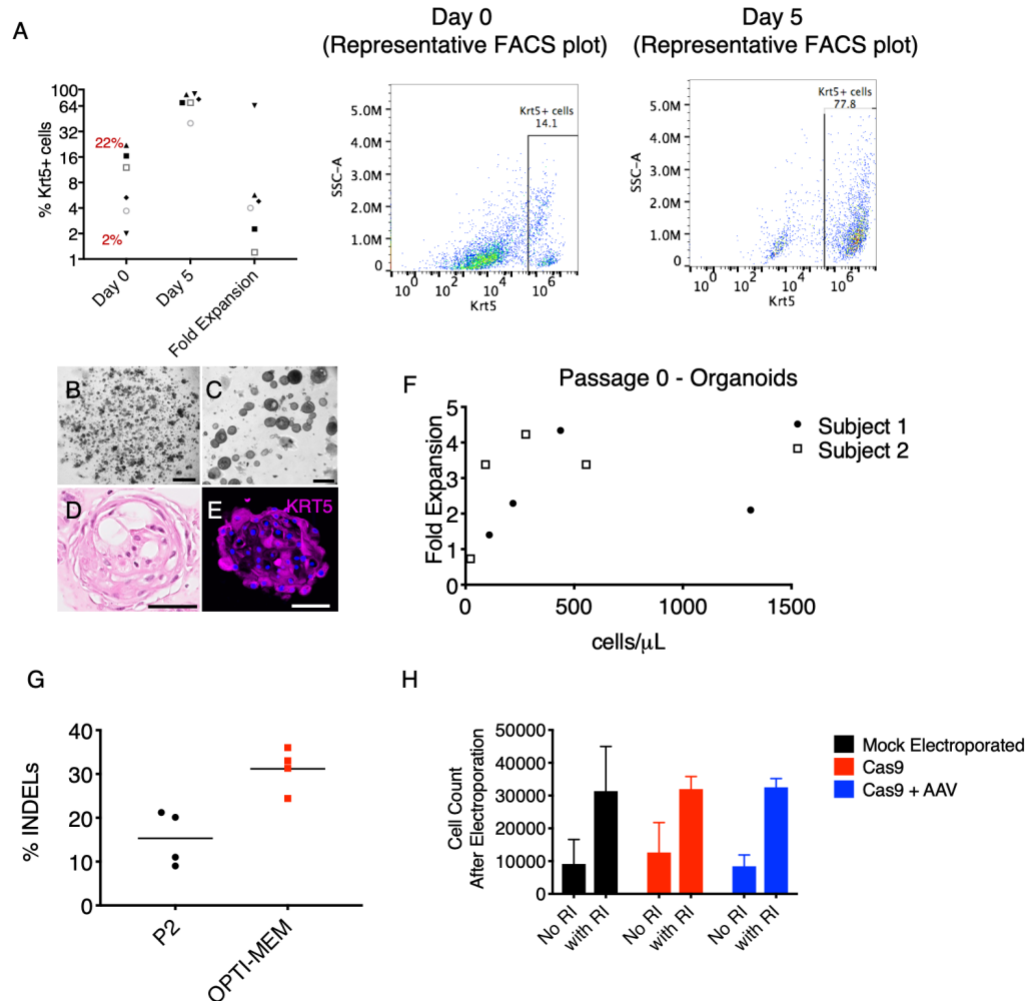 A
Day 0
(Representative FACS plot)
Day 5
(Representative FACS plot)
% Krt5+ cells
100
64
32
16
8
4
2
1
22%
2%
Day 0
Day 5
Fold Expansion
SSC-A
5.0M
4.0M
3.0M
2.0M
1.0M
0
Krt5+ cells
14.1
10^0 10^2 10^4 10^6
Krt5
SSC-A
5.0M
4.0M
3.0M
2.0M
1.0M
0
Krt5+ cells
77.8
10^0 10^2 10^4 10^6
Krt5
B
C
D
E
KRT5
F
Passage 0 - Organoids
Fold Expansion
5
4
3
2
1
0
0 500 1000 1500
cells/μL
Subject 1
Subject 2
G
% INDELs
40
30
20
10
0
P2
OPTI-MEM
H
Cell Count
After Electroporation
50000
40000
30000
20000
10000
0
No RI
with RI
No RI
with RI
No RI
with RI
Mock Electroporated
Cas9
Cas9 + AAV